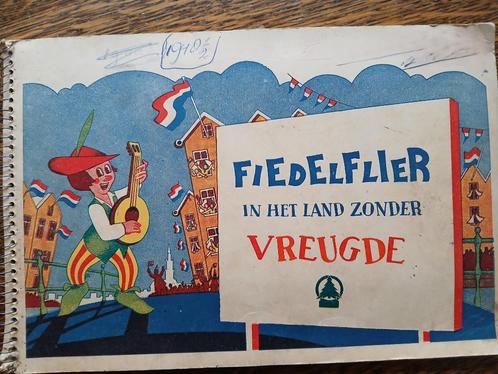 FIEDELFLIER
IN HET LAND ZONDER
VREUGDE